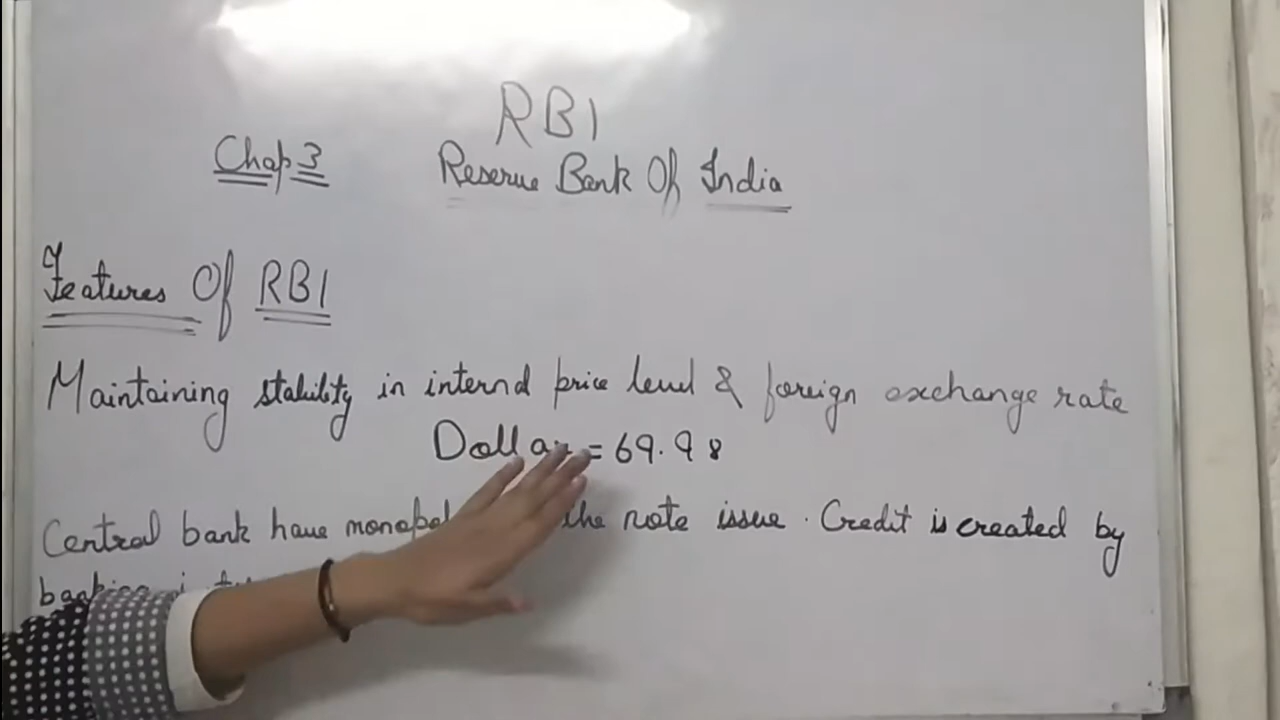 RBI
Chap 3 Reserve Bank Of India
Features Of RBI
Maintaining stability in internal price level & foreign exchange rate
Dollar = 69.98
Central bank have the note issue. Credit is created by